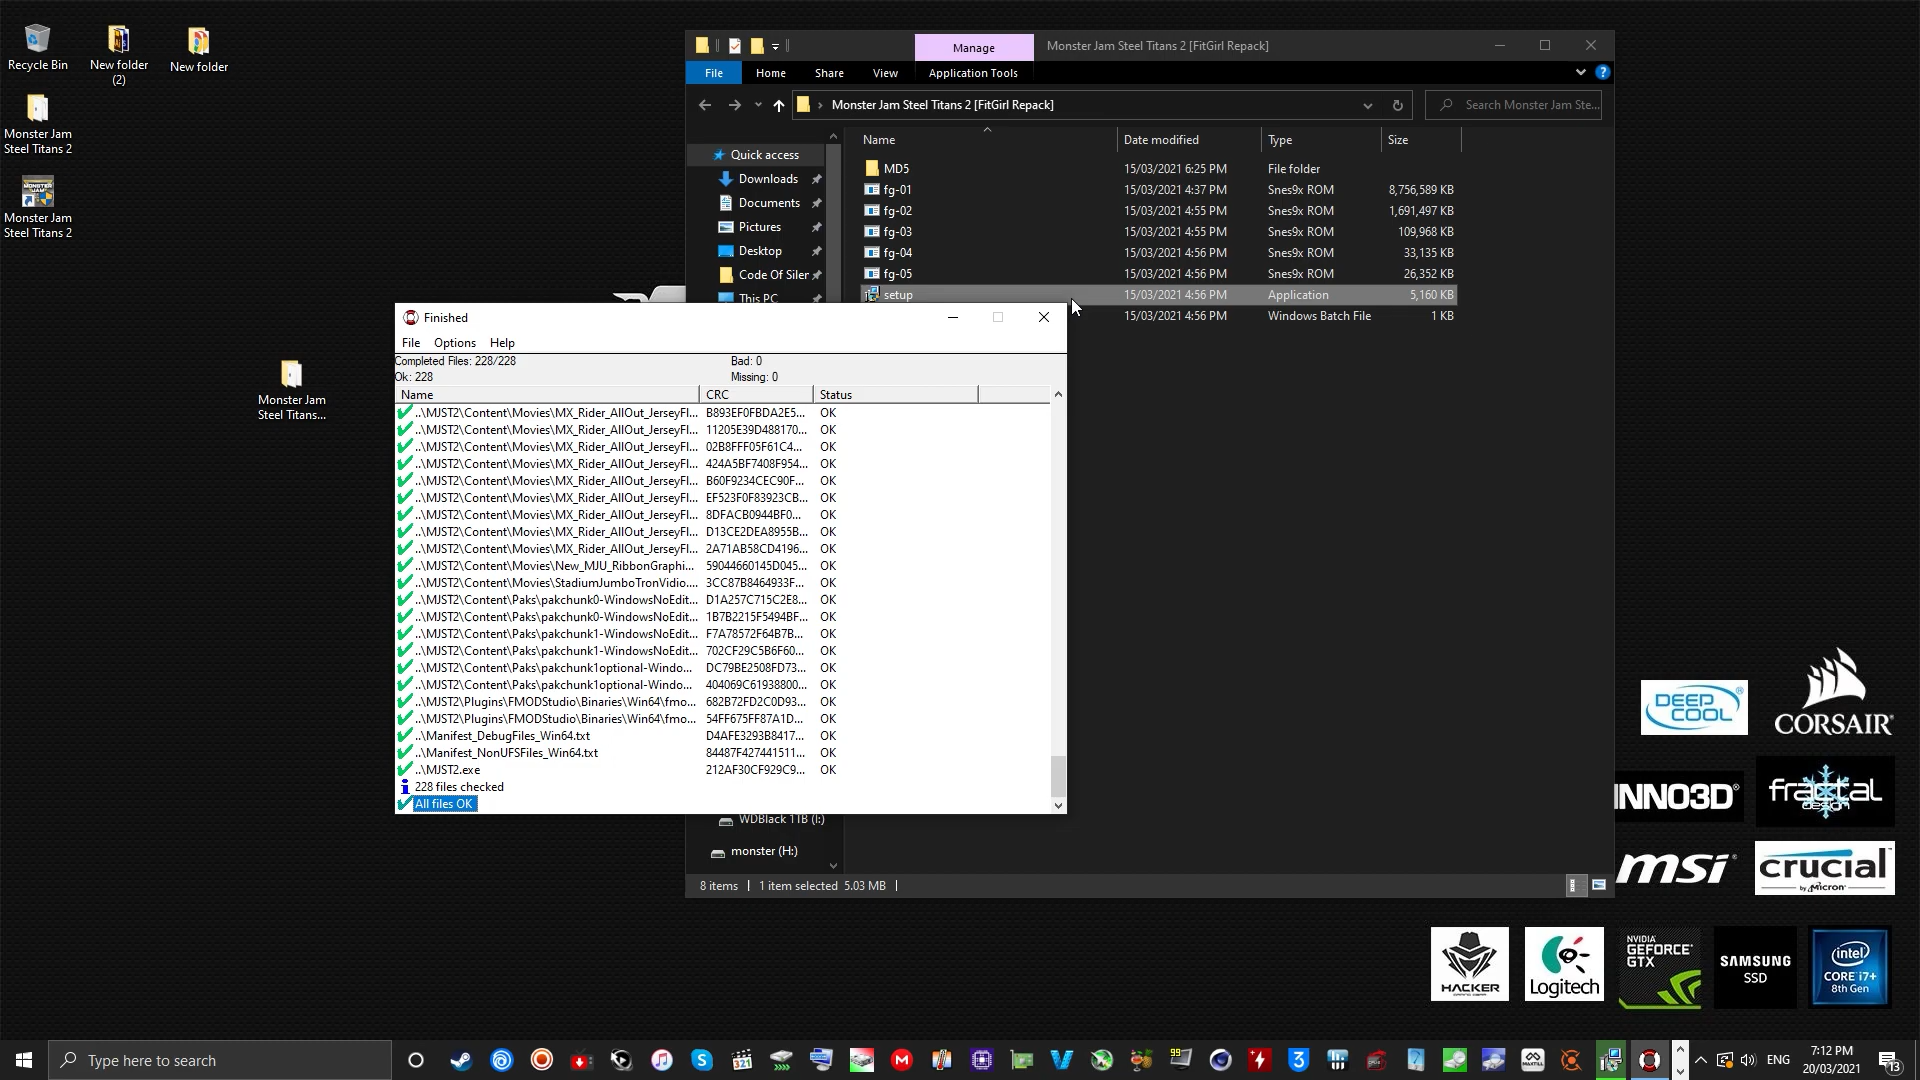 Recycle Bin
New folder
(2)
New folder
Monster Jam
Steel Titans 2
Monster Jam
Steel Titans 2
Monster Jam
Steel Titans...
Manage
Monster Jam Steel Titans 2 [FitGirl Repack]
File
Home
Share
View
Application Tools
Monster Jam Steel Titans 2 [FitGirl Repack]
Search Monster Jam Ste...
Name
Date modified
Type
Size
Quick access
Downloads
Documents
Pictures
Desktop
Code Of Siler
This PC
MD5 15/03/2021 6:25 PM File folder
fg-01 15/03/2021 4:37 PM Snes9x ROM 8,756,589 KB
fg-02 15/03/2021 4:55 PM Snes9x ROM 1,691,497 KB
fg-03 15/03/2021 4:55 PM Snes9x ROM 109,968 KB
fg-04 15/03/2021 4:56 PM Snes9x ROM 33,135 KB
fg-05 15/03/2021 4:56 PM Snes9x ROM 26,352 KB
setup 15/03/2021 4:56 PM Application 5,160 KB
15/03/2021 4:56 PM Windows Batch File 1 KB
Finished
File Options Help
Completed Files: 228/228 Bad: 0
Ok: 228 Missing: 0
Name CRC Status
..\MJST2\Content\Movies\MX_Rider_AllOut_JerseyFl... B893EF0FBDA2E5... OK
..\MJST2\Content\Movies\MX_Rider_AllOut_JerseyFl... 11205E39D488170... OK
..\MJST2\Content\Movies\MX_Rider_AllOut_JerseyFl... 02B8FFF05F61C4... OK
..\MJST2\Content\Movies\MX_Rider_AllOut_JerseyFl... 424A5BF7408F954... OK
..\MJST2\Content\Movies\MX_Rider_AllOut_JerseyFl... B60F9234CEC90F... OK
..\MJST2\Content\Movies\MX_Rider_AllOut_JerseyFl... EF523F0F83923CB... OK
..\MJST2\Content\Movies\MX_Rider_AllOut_JerseyFl... 8DFACB0944BF0... OK
..\MJST2\Content\Movies\MX_Rider_AllOut_JerseyFl... D13CE2DEA8955B... OK
..\MJST2\Content\Movies\MX_Rider_AllOut_JerseyFl... 2A71AB58CD4196... OK
..\MJST2\Content\Movies\New_MJU_RibbonGraphi... 59044660145D045... OK
..\MJST2\Content\Movies\StadiumJumboTronVidio.... 3CC87B8464933F... OK
..\MJST2\Content\Paks\pakchunk0-WindowsNoEdit... D1A257C715C2E8... OK
..\MJST2\Content\Paks\pakchunk0-WindowsNoEdit... 1B7B2215F5494BF... OK
..\MJST2\Content\Paks\pakchunk1-WindowsNoEdit... F7A78572F64B7B... OK
..\MJST2\Content\Paks\pakchunk1-WindowsNoEdit... 702CF29C5B6F60... OK
..\MJST2\Content\Paks\pakchunk1optional-Windo... DC79BE2508FD73... OK
..\MJST2\Content\Paks\pakchunk1optional-Windo... 404069C61938800... OK
..\MJST2\Plugins\FMODStudio\Binaries\Win64\fmo... 682B72FD2C0D93... OK
..\MJST2\Plugins\FMODStudio\Binaries\Win64\fmo... 54FF675FF87A1D... OK
..\Manifest_DebugFiles_Win64.txt D4AFE3293B8417... OK
..\Manifest_NonUFSFiles_Win64.txt 84487F427441511... OK
..\MJST2.exe 212AF30CF929C9... OK
228 files checked
All files OK
WDBlack 1TB (I:)
monster (H:)
8 items 1 item selected 5.03 MB
DEEP
COOL
CORSAIR
INNO3D
fractal
design
msi
crucial
by Micron
HACKER
Logitech
NVIDIA
GEFORCE
GTX
SAMSUNG
SSD
intel
CORE i7+
8th Gen
Type here to search
ENG
7:12 PM
20/03/2021
13